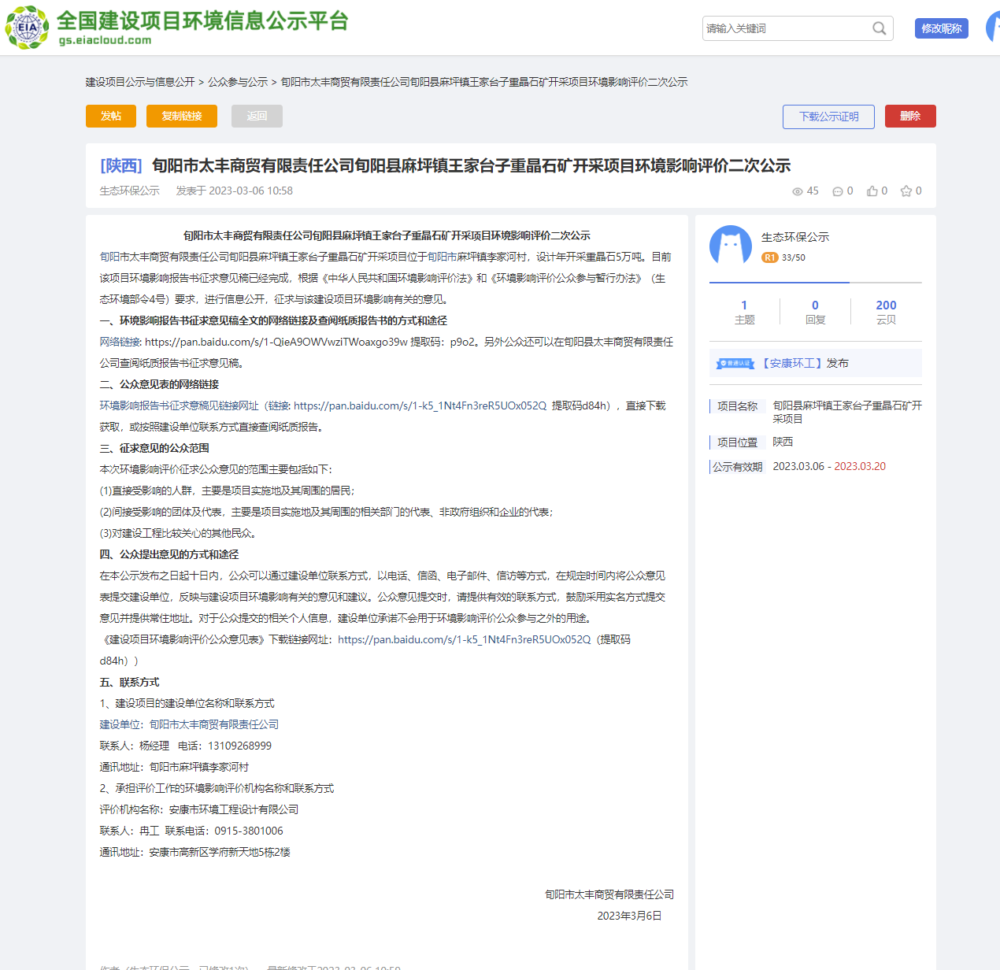 全国建设项目环境信息公示平台
gs.eiacloud.com
EIA
请输入关键词
修改昵称
建设项目公示与信息公开 > 公众参与公示 > 旬阳市太丰商贸有限责任公司旬阳县麻坪镇王家台子重晶石矿开采项目环境影响评价二次公示
发帖
复制链接
返回
下载公示证明
删除
[陕西] 旬阳市太丰商贸有限责任公司旬阳县麻坪镇王家台子重晶石矿开采项目环境影响评价二次公示
生态环保公示 发表于 2023-03-06 10:58
45 0 0 0
旬阳市太丰商贸有限责任公司旬阳县麻坪镇王家台子重晶石矿开采项目环境影响评价二次公示
旬阳市太丰商贸有限责任公司旬阳县麻坪镇王家台子重晶石矿开采项目位于旬阳市麻坪镇李家河村，设计年开采重晶石5万吨。目前
该项目环境影响报告书征求意见稿已经完成，根据《中华人民共和国环境影响评价法》和《环境影响评价公众参与暂行办法》（生
态环境部令4号）要求，进行信息公开，征求与该建设项目环境影响有关的意见。
一、环境影响报告书征求意见稿全文的网络链接及查阅纸质报告书的方式和途径
网络链接: https://pan.baidu.com/s/1-QieA9OWVwziTWoaxgo39w 提取码：p9o2。另外公众还可以在旬阳县太丰商贸有限责任
公司查阅纸质报告书征求意见稿。
二、公众意见表的网络链接
环境影响报告书征求意稿见链接网址（链接: https://pan.baidu.com/s/1-k5_1Nt4Fn3reR5UOx052Q 提取码d84h），直接下载
获取，或按照建设单位联系方式直接查阅纸质报告。
三、征求意见的公众范围
本次环境影响评价征求公众意见的范围主要包括如下：
(1)直接受影响的人群，主要是项目实施地及其周围的居民；
(2)间接受影响的团体及代表，主要是项目实施地及其周围的相关部门的代表、非政府组织和企业的代表；
(3)对建设工程比较关心的其他民众。
四、公众提出意见的方式和途径
在本公示发布之日起十日内，公众可以通过建设单位联系方式，以电话、信函、电子邮件、信访等方式，在规定时间内将公众意见
表提交建设单位，反映与建设项目环境影响有关的意见和建议。公众意见提交时，请提供有效的联系方式，鼓励采用实名方式提交
意见并提供常住地址。对于公众提交的相关个人信息，建设单位承诺不会用于环境影响评价公众参与之外的用途。
《建设项目环境影响评价公众意见表》下载链接网址：https://pan.baidu.com/s/1-k5_1Nt4Fn3reR5UOx052Q（提取码
d84h））
五、联系方式
1、建设项目的建设单位名称和联系方式
建设单位：旬阳市太丰商贸有限责任公司
联系人：杨经理 电话：13109268999
通讯地址：旬阳市麻坪镇李家河村
2、承担评价工作的环境影响评价机构名称和联系方式
评价机构名称：安康市环境工程设计有限公司
联系人：冉工 联系电话：0915-3801006
通讯地址：安康市高新区学府新天地5栋2楼
旬阳市太丰商贸有限责任公司
2023年3月6日
生态环保公示
R1 33/50
1 0 200
主题 回复 云贝
普通认证 【安康环工】发布
项目名称 旬阳县麻坪镇王家台子重晶石矿开
采项目
项目位置 陕西
公示有效期 2023.03.06 - 2023.03.20